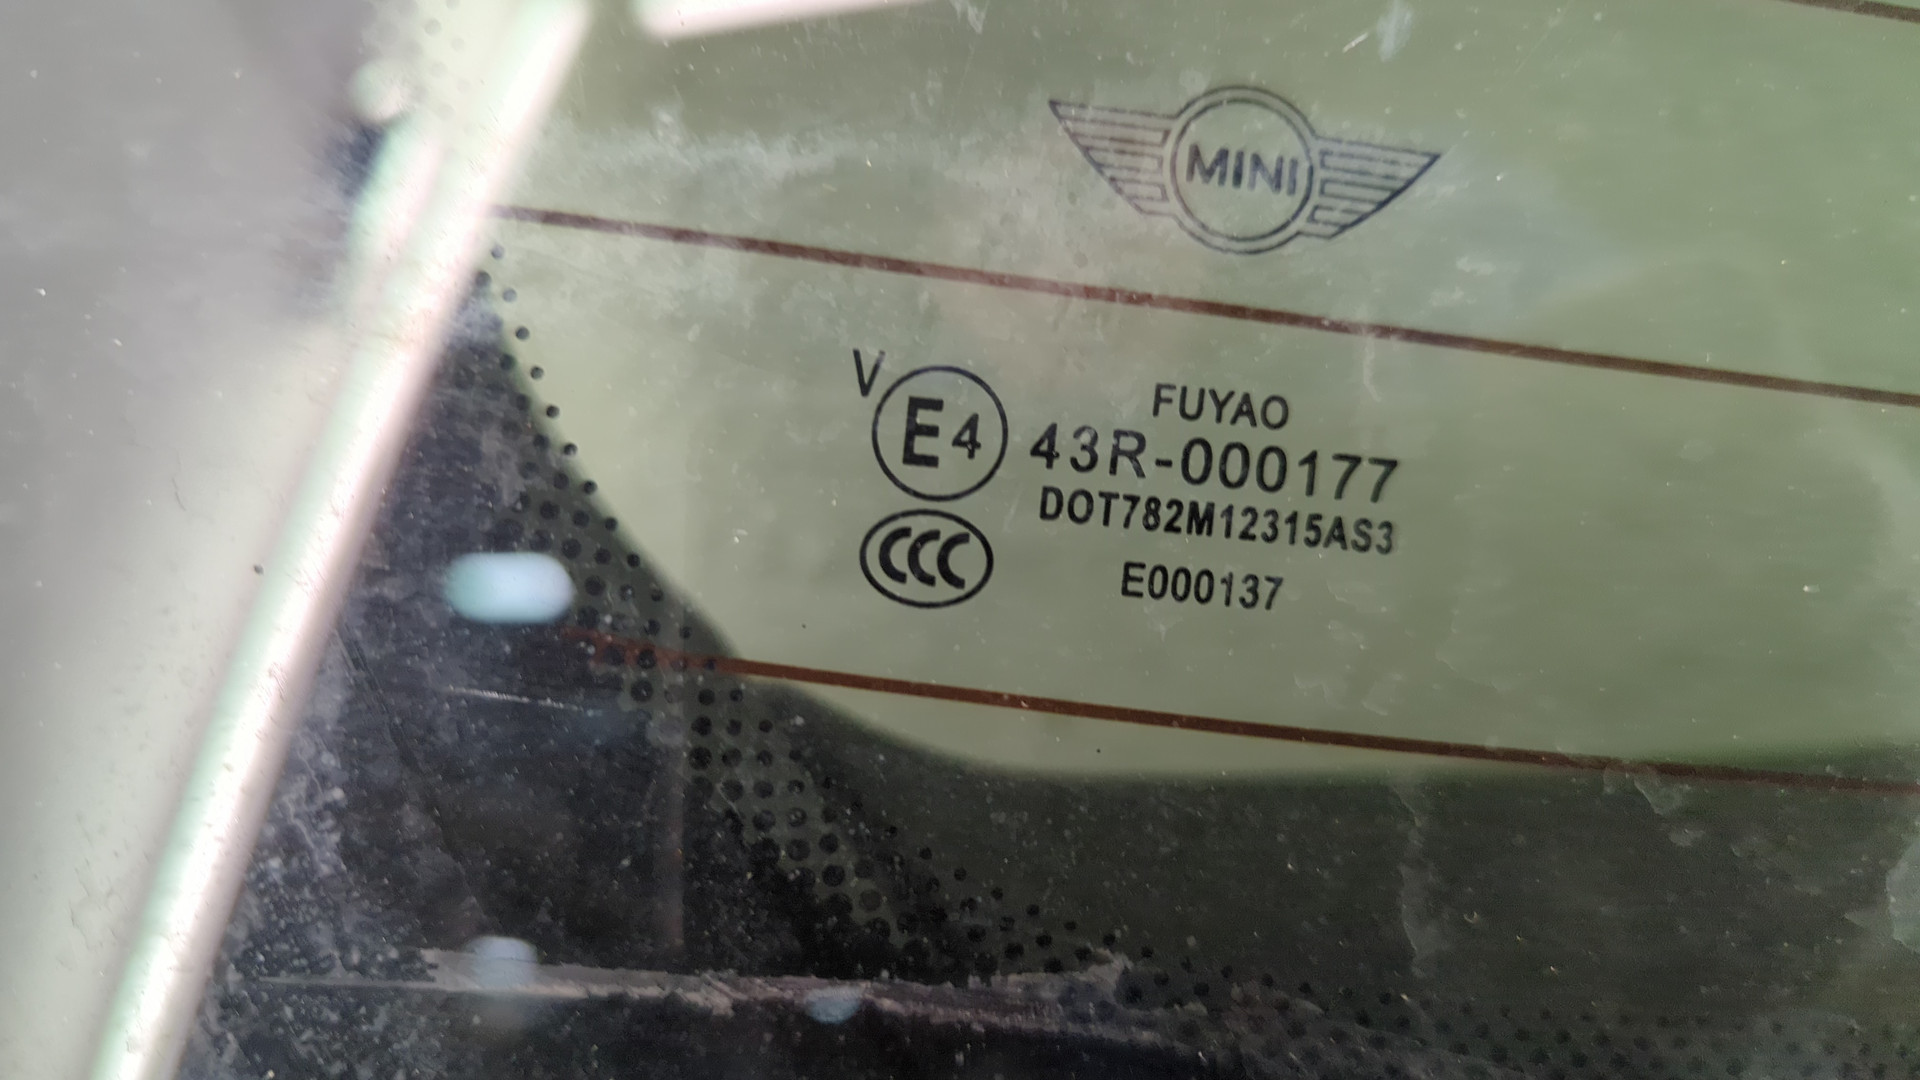 MINI
V
E4
FUYAO
43R-000177
DOT782M12315AS3
CCC
E000137